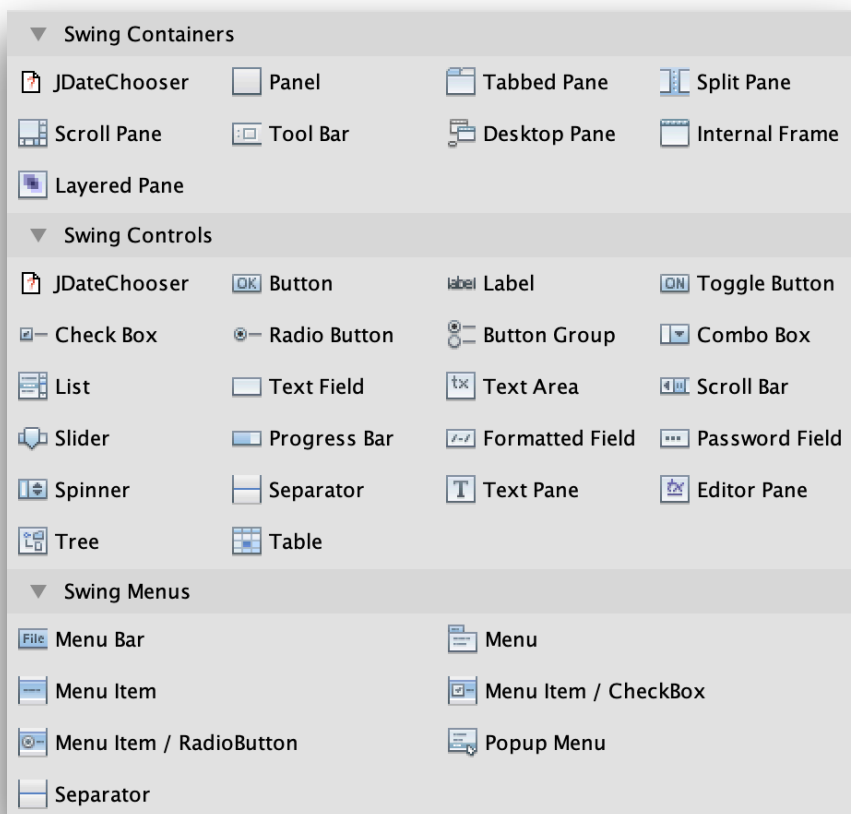 Swing Containers
JDateChooser Panel Tabbed Pane Split Pane
Scroll Pane Tool Bar Desktop Pane Internal Frame
Layered Pane
Swing Controls
JDateChooser OK Button label Label ON Toggle Button
Check Box Radio Button Button Group Combo Box
List Text Field tx Text Area Scroll Bar
Slider Progress Bar Formatted Field Password Field
Spinner Separator T Text Pane tx Editor Pane
Tree Table
Swing Menus
File Menu Bar Menu
Menu Item Menu Item / CheckBox
Menu Item / RadioButton Popup Menu
Separator